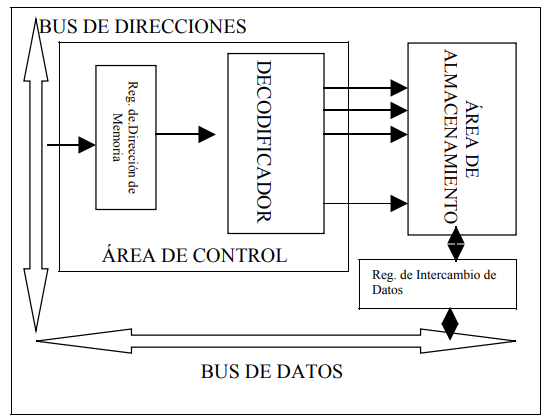 BUS DE DIRECCIONES
Reg. de.Dirección de
Memoria
DECODIFICADOR
ÁREA DE
ALMACENAMIENTO
ÁREA DE CONTROL
Reg. de Intercambio de
Datos
BUS DE DATOS